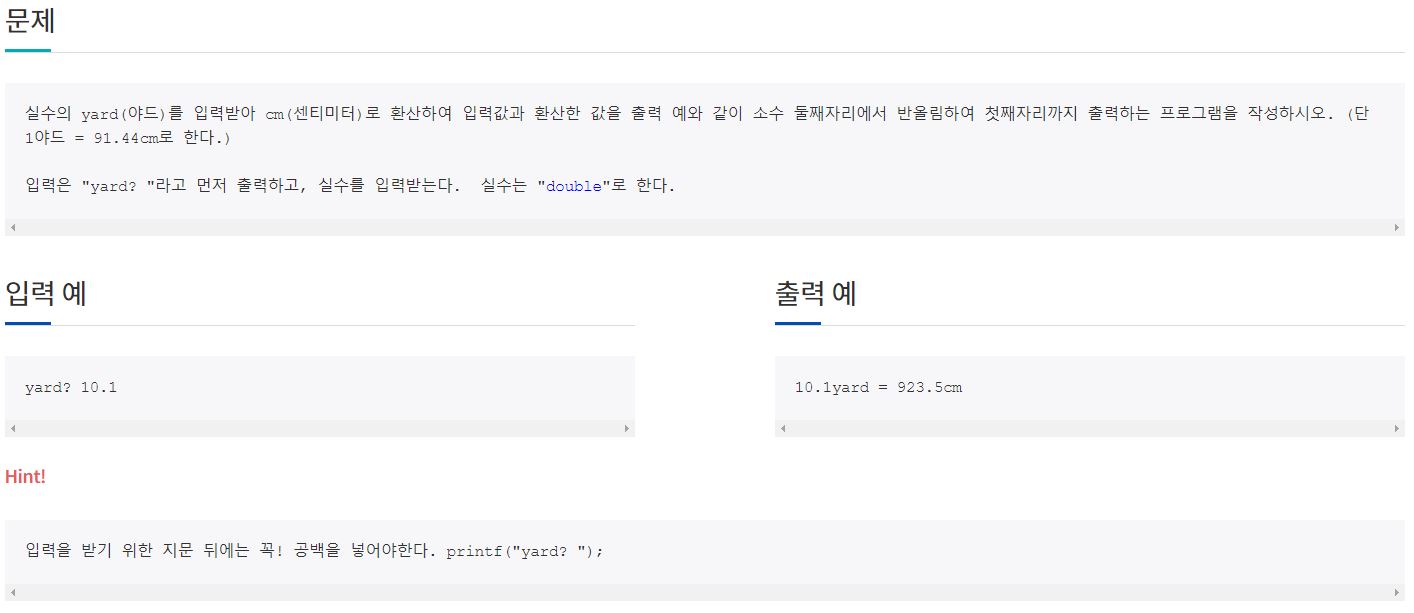 문제
실수의 yard(야드)를 입력받아 cm(센티미터)로 환산하여 입력값과 환산한 값을 출력 예와 같이 소수 둘째자리에서 반올림하여 첫째자리까지 출력하는 프로그램을 작성하시오. (단
1야드 = 91.44cm로 한다.)
입력은 "yard? "라고 먼저 출력하고, 실수를 입력받는다.  실수는 "double"로 한다.
입력 예
yard? 10.1
출력 예
10.1yard = 923.5cm
Hint!
입력을 받기 위한 지문 뒤에는 꼭! 공백을 넣어야한다. printf("yard? ");